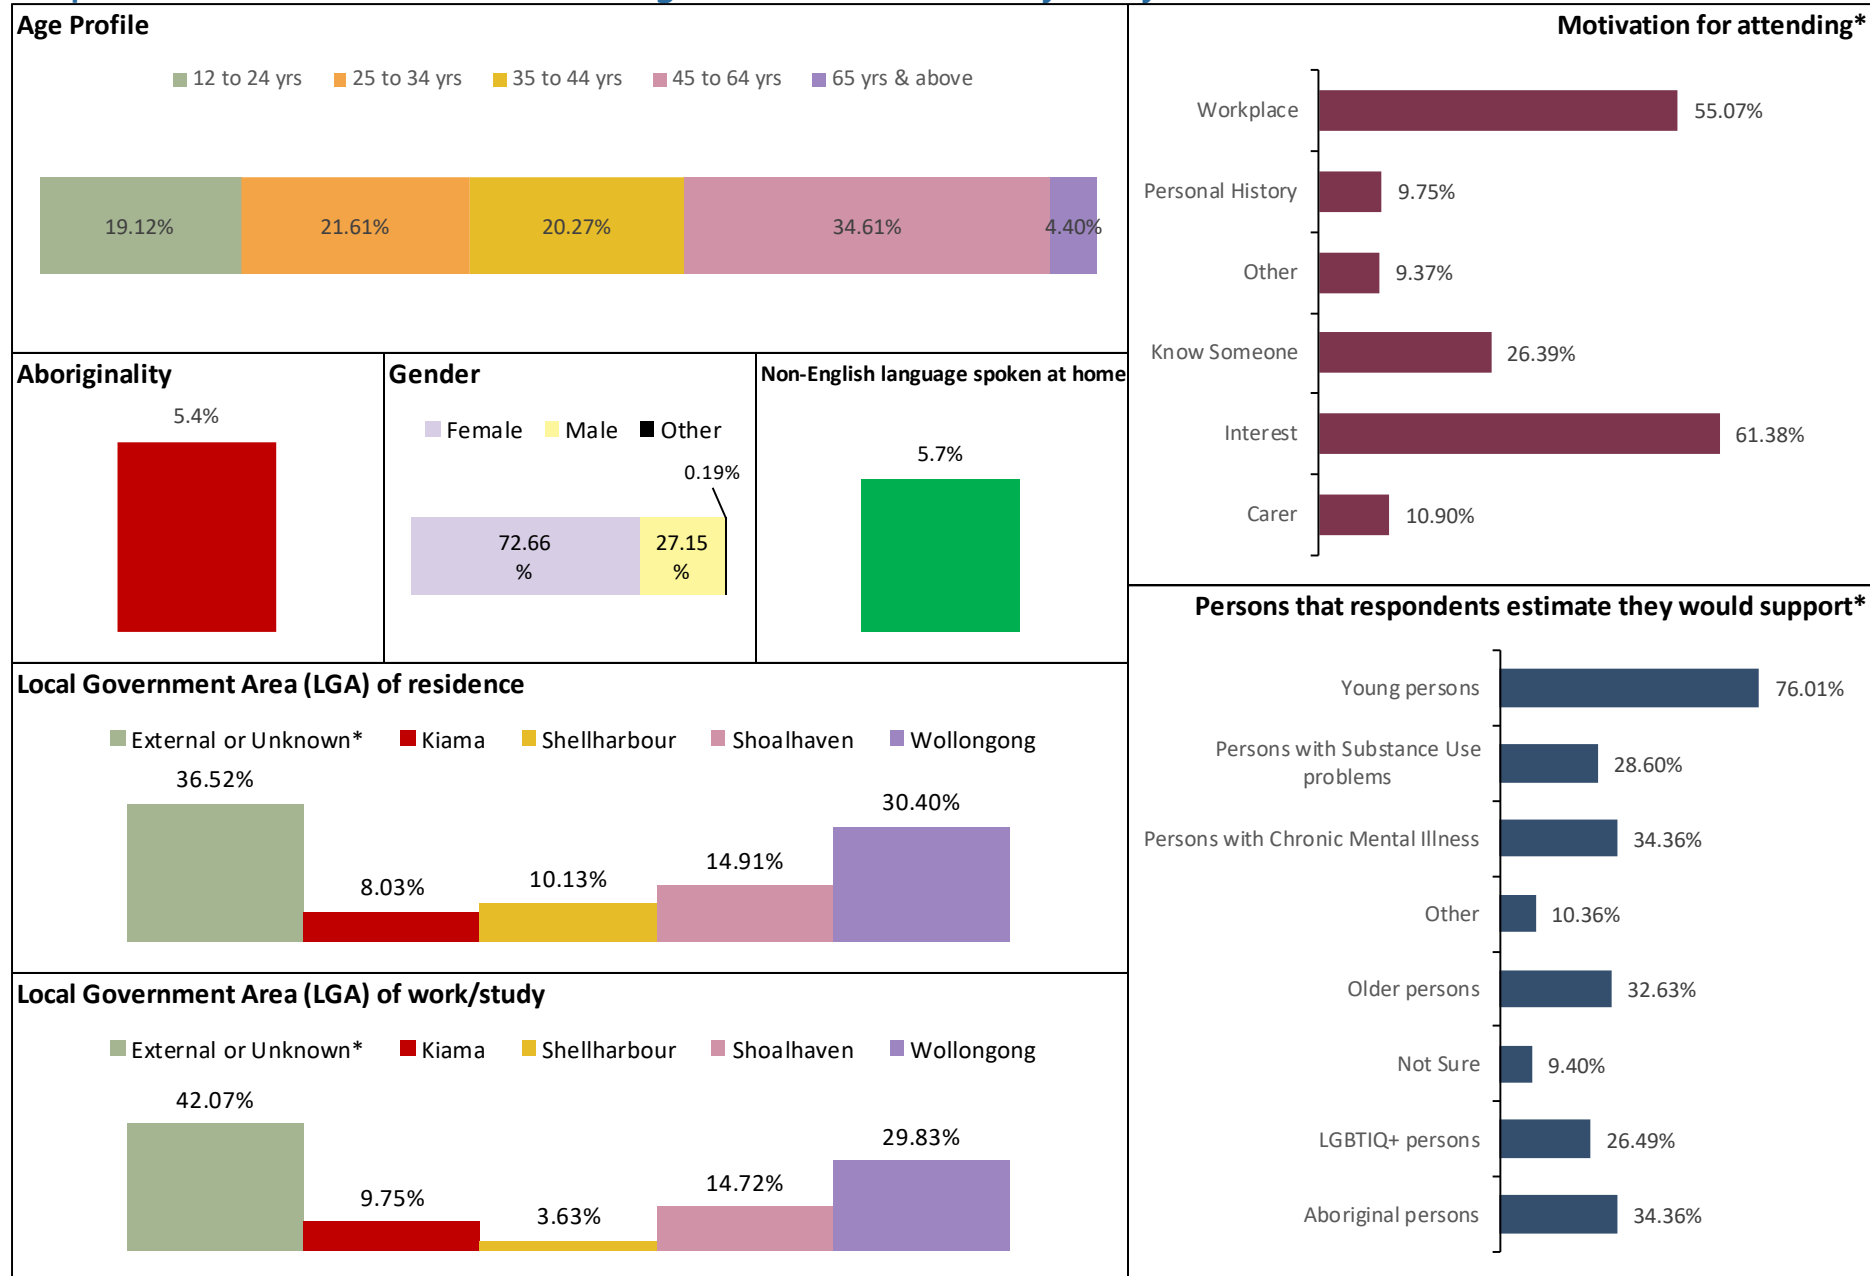 Age Profile
12 to 24 yrs 25 to 34 yrs 35 to 44 yrs 45 to 64 yrs 65 yrs & above
19.12% 21.61% 20.27% 34.61% 4.40%
Aboriginality
5.4%
Gender
Female Male Other
0.19%
72.66
%
27.15
%
Non-English language spoken at home
5.7%
Local Government Area (LGA) of residence
External or Unknown* Kiama Shellharbour Shoalhaven Wollongong
36.52%
8.03%
10.13%
14.91%
30.40%
Local Government Area (LGA) of work/study
External or Unknown* Kiama Shellharbour Shoalhaven Wollongong
42.07%
9.75%
3.63%
14.72%
29.83%
Motivation for attending*
Workplace 55.07%
Personal History 9.75%
Other 9.37%
Know Someone 26.39%
Interest 61.38%
Carer 10.90%
Persons that respondents estimate they would support*
Young persons 76.01%
Persons with Substance Use
problems 28.60%
Persons with Chronic Mental Illness 34.36%
Other 10.36%
Older persons 32.63%
Not Sure 9.40%
LGBTIQ+ persons 26.49%
Aboriginal persons 34.36%